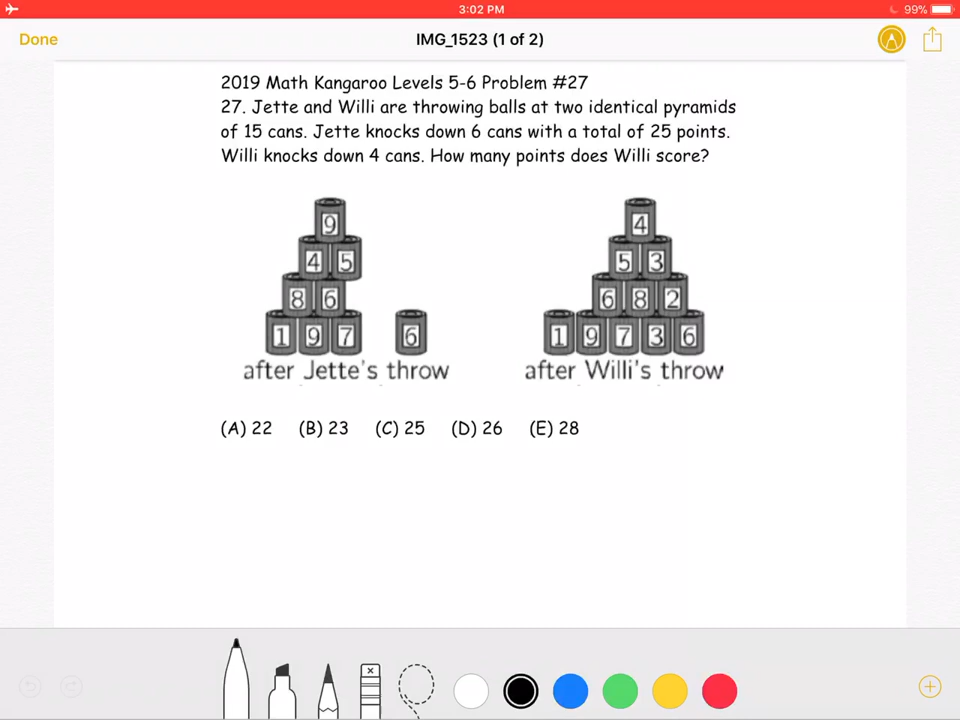 3:02 PM
99%
Done
IMG_1523 (1 of 2)
2019 Math Kangaroo Levels 5-6 Problem #27
27. Jette and Willi are throwing balls at two identical pyramids
of 15 cans. Jette knocks down 6 cans with a total of 25 points.
Willi knocks down 4 cans. How many points does Willi score?
9
4 5
8 6
1 9 7 6
after Jette's throw
4
5 3
6 8 2
1 9 7 3 6
after Willi's throw
(A) 22 (B) 23 (C) 25 (D) 26 (E) 28